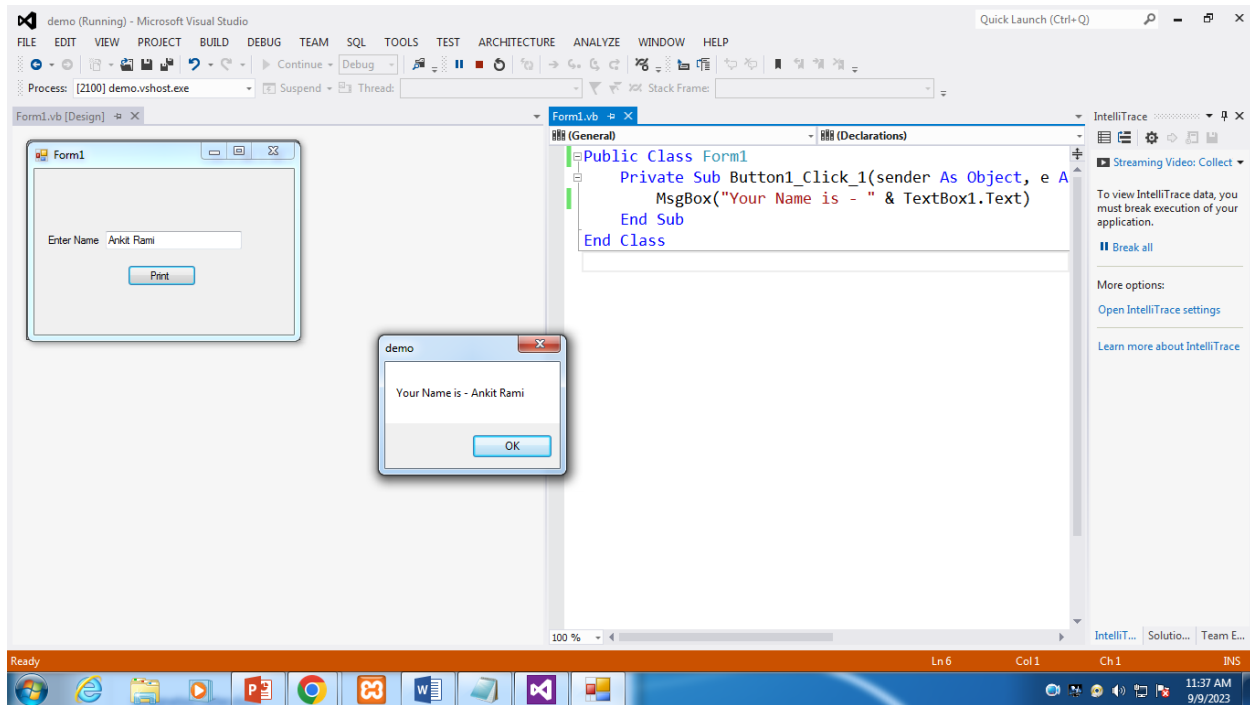 demo (Running) - Microsoft Visual Studio
Quick Launch (Ctrl+Q)
FILE EDIT VIEW PROJECT BUILD DEBUG TEAM SQL TOOLS TEST ARCHITECTURE ANALYZE WINDOW HELP
Continue Debug
Process: [2100] demo.vshost.exe Suspend Thread: Stack Frame:
Form1.vb [Design]
Form1.vb
IntelliTrace
(General) (Declarations)
Form1
Enter Name Ankit Rami
Print
demo
Your Name is - Ankit Rami
OK
Public Class Form1
Private Sub Button1_Click_1(sender As Object, e A
MsgBox("Your Name is - " & TextBox1.Text)
End Sub
End Class
100 %
Streaming Video: Collect
To view IntelliTrace data, you
must break execution of your
application.
Break all
More options:
Open IntelliTrace settings
Learn more about IntelliTrace
IntelliT... Solutio... Team E...
Ready Ln 6 Col 1 Ch 1 INS
11:37 AM
9/9/2023